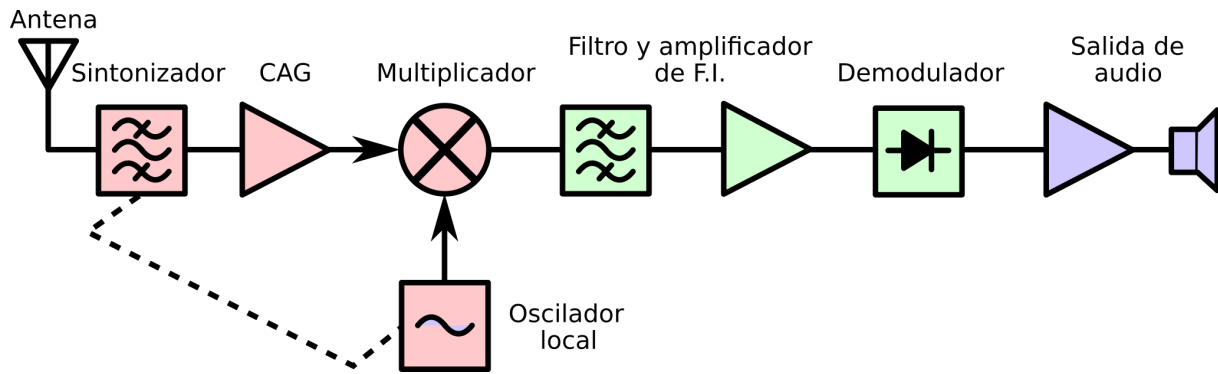 Antena
Sintonizador
CAG
Multiplicador
Filtro y amplificador
de F.I.
Demodulador
Salida de
audio
Oscilador
local